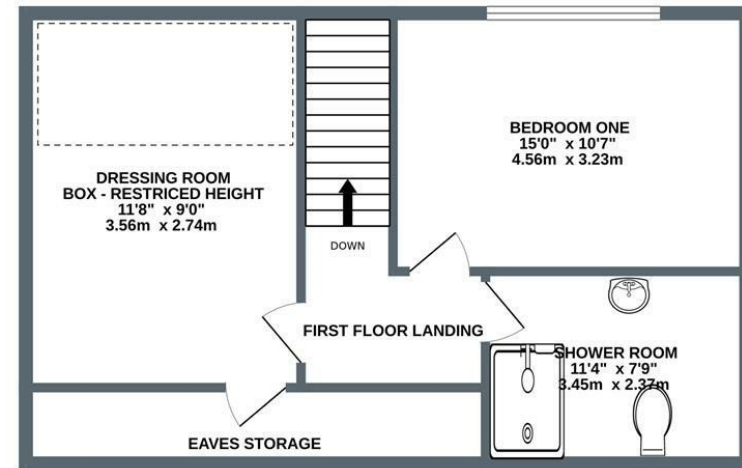 BEDROOM ONE
15'0" x 10'7"
4.56m x 3.23m
DRESSING ROOM
BOX - RESTRICED HEIGHT
11'8" x 9'0"
3.56m x 2.74m
DOWN
FIRST FLOOR LANDING
SHOWER ROOM
11'4" x 7'9"
3.45m x 2.37m
EAVES STORAGE